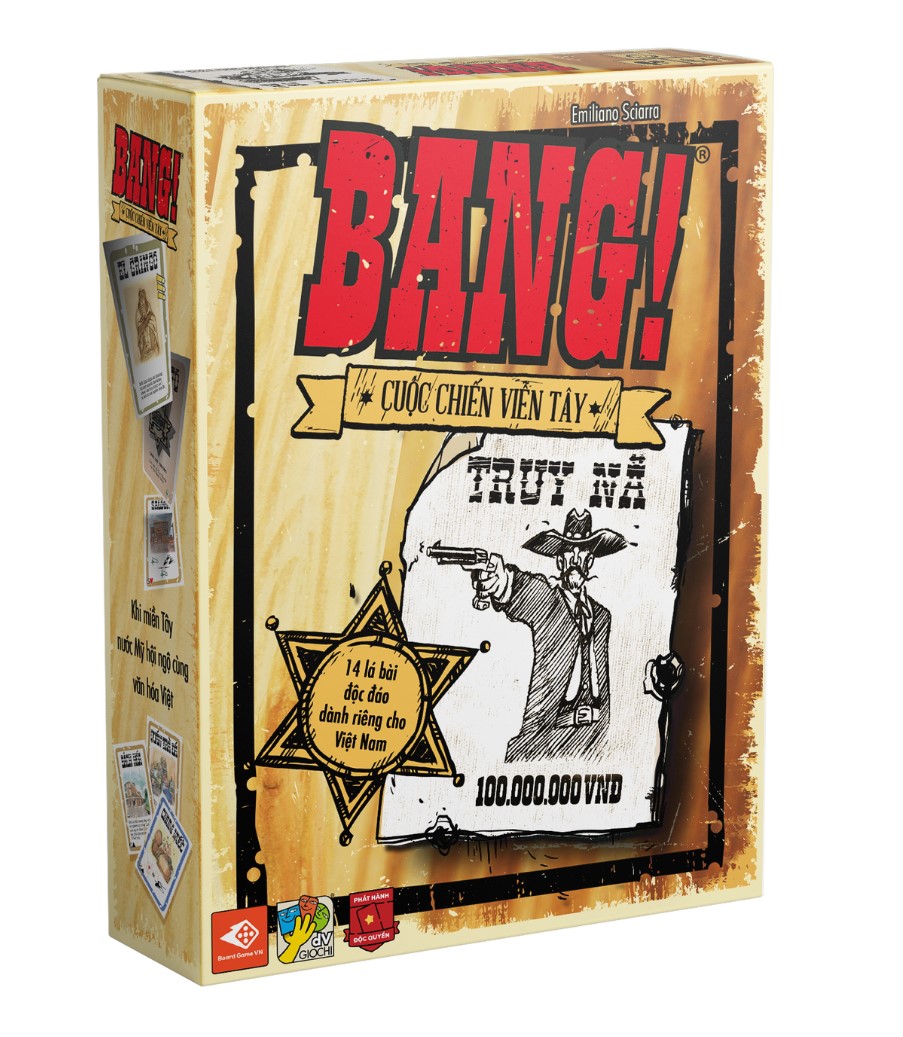 Emiliano Sciarra
BANG!®
CUỘC CHIẾN VIỄN TÂY
TRUY NÃ
14 lá bài
độc đáo
dành riêng cho
Việt Nam
100.000.000 VNĐ
Board Game VN
dV
GIOCHI
PHÁT HÀNH
ĐỘC QUYỀN
BANG!
CUỘC CHIẾN VIỄN TÂY
EL GRINGO
Khi miền Tây
nước Mỹ hội ngộ cùng
văn hóa Việt